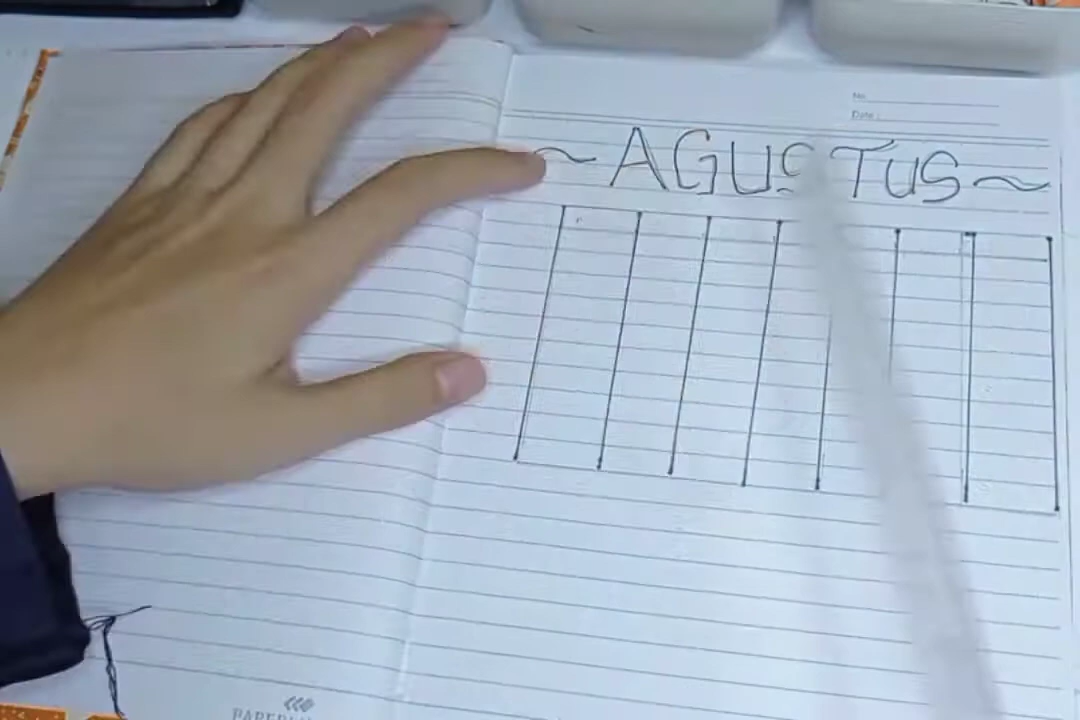 No
Date :
~ AGUSTUS ~